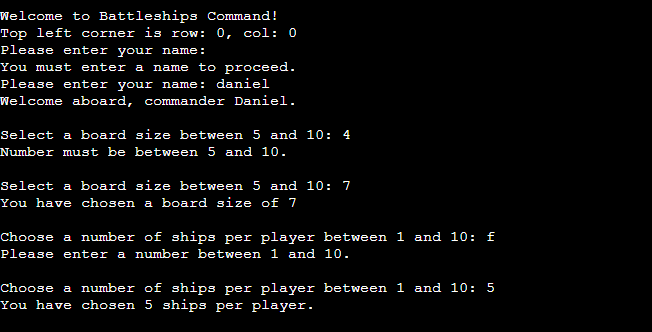 Welcome to Battleships Command!
Top left corner is row: 0, col: 0
Please enter your name:
You must enter a name to proceed.
Please enter your name: daniel
Welcome aboard, commander Daniel.
Select a board size between 5 and 10: 4
Number must be between 5 and 10.
Select a board size between 5 and 10: 7
You have chosen a board size of 7
Choose a number of ships per player between 1 and 10: f
Please enter a number between 1 and 10.
Choose a number of ships per player between 1 and 10: 5
You have chosen 5 ships per player.